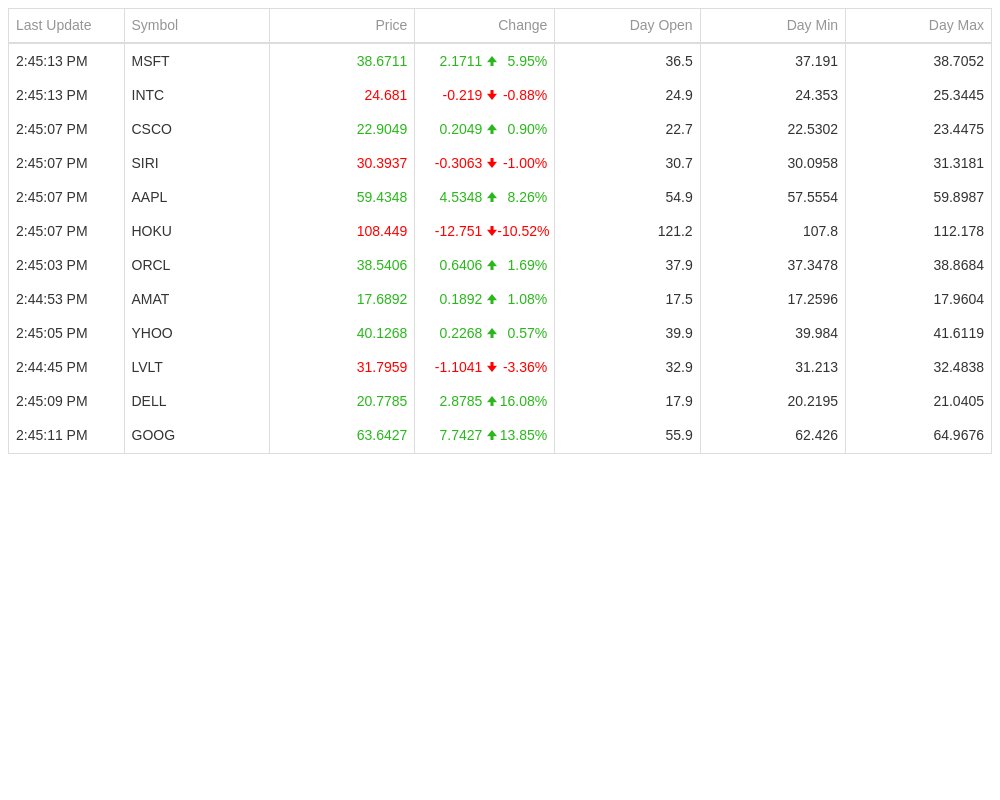 Last Update Symbol Price Change Day Open Day Min Day Max
2:45:13 PM MSFT 38.6711 2.1711 5.95% 36.5 37.191 38.7052
2:45:13 PM INTC 24.681 -0.219 -0.88% 24.9 24.353 25.3445
2:45:07 PM CSCO 22.9049 0.2049 0.90% 22.7 22.5302 23.4475
2:45:07 PM SIRI 30.3937 -0.3063 -1.00% 30.7 30.0958 31.3181
2:45:07 PM AAPL 59.4348 4.5348 8.26% 54.9 57.5554 59.8987
2:45:07 PM HOKU 108.449 -12.751 -10.52% 121.2 107.8 112.178
2:45:03 PM ORCL 38.5406 0.6406 1.69% 37.9 37.3478 38.8684
2:44:53 PM AMAT 17.6892 0.1892 1.08% 17.5 17.2596 17.9604
2:45:05 PM YHOO 40.1268 0.2268 0.57% 39.9 39.984 41.6119
2:44:45 PM LVLT 31.7959 -1.1041 -3.36% 32.9 31.213 32.4838
2:45:09 PM DELL 20.7785 2.8785 16.08% 17.9 20.2195 21.0405
2:45:11 PM GOOG 63.6427 7.7427 13.85% 55.9 62.426 64.9676